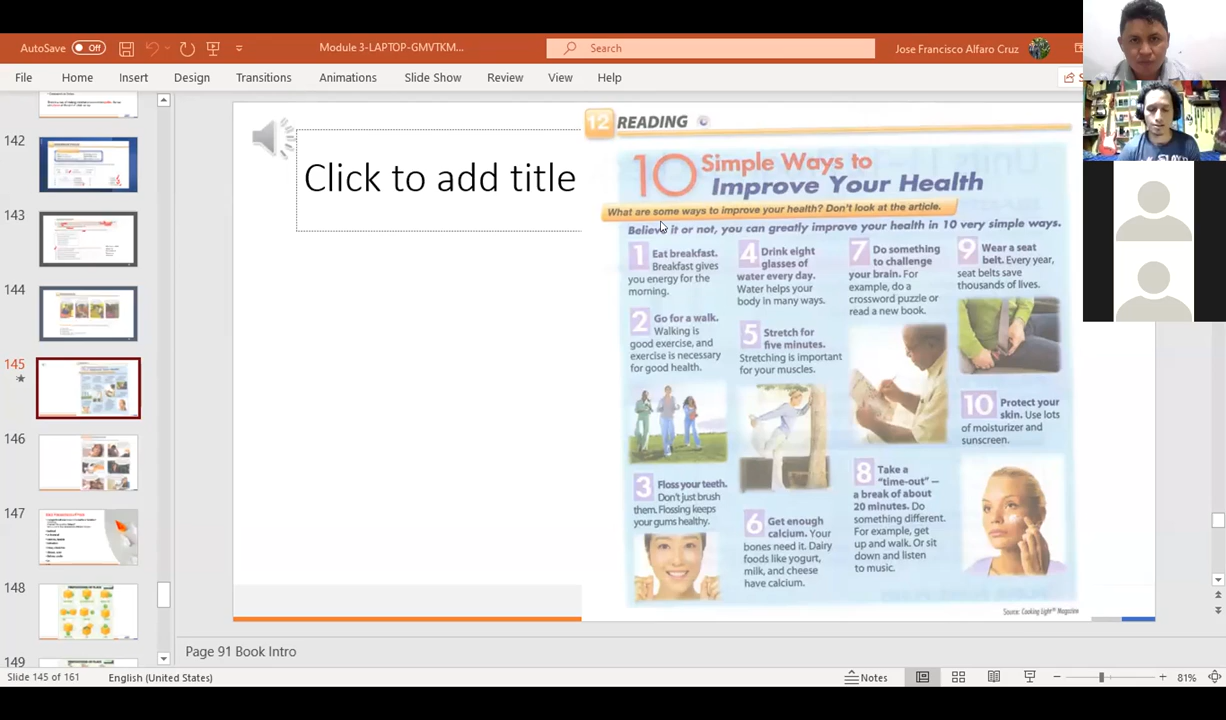 AutoSave Off
Module 3-LAPTOP-GMVTKM...
Search
Jose Francisco Alfaro Cruz
File Home Insert Design Transitions Animations Slide Show Review View Help
142
143
144
145
146
147
148
149
Click to add title
12 READING
10 Simple Ways to
Improve Your Health
What are some ways to improve your health? Don't look at the article.
Believe it or not, you can greatly improve your health in 10 very simple ways.
1 Eat breakfast.
Breakfast gives
you energy for the
morning.
2 Go for a walk.
Walking is
good exercise, and
exercise is necessary
for good health.
3 Floss your teeth.
Don't just brush
them. Flossing keeps
your gums healthy.
4 Drink eight
glasses of
water every day.
Water helps your
body in many ways.
5 Stretch for
five minutes.
Stretching is important
for your muscles.
6 Get enough
calcium. Your
bones need it. Dairy
foods like yogurt,
milk, and cheese
have calcium.
7 Do something
to challenge
your brain. For
example, do a
crossword puzzle or
read a new book.
8 Take a
"time-out" –
a break of about
20 minutes. Do
something different.
For example, get
up and walk. Or sit
down and listen
to music.
9 Wear a seat
belt. Every year,
seat belts save
thousands of lives.
10 Protect your
skin. Use lots
of moisturizer and
sunscreen.
Source: Cooking Light® Magazine
Page 91 Book Intro
Slide 145 of 161 English (United States) Notes 81%